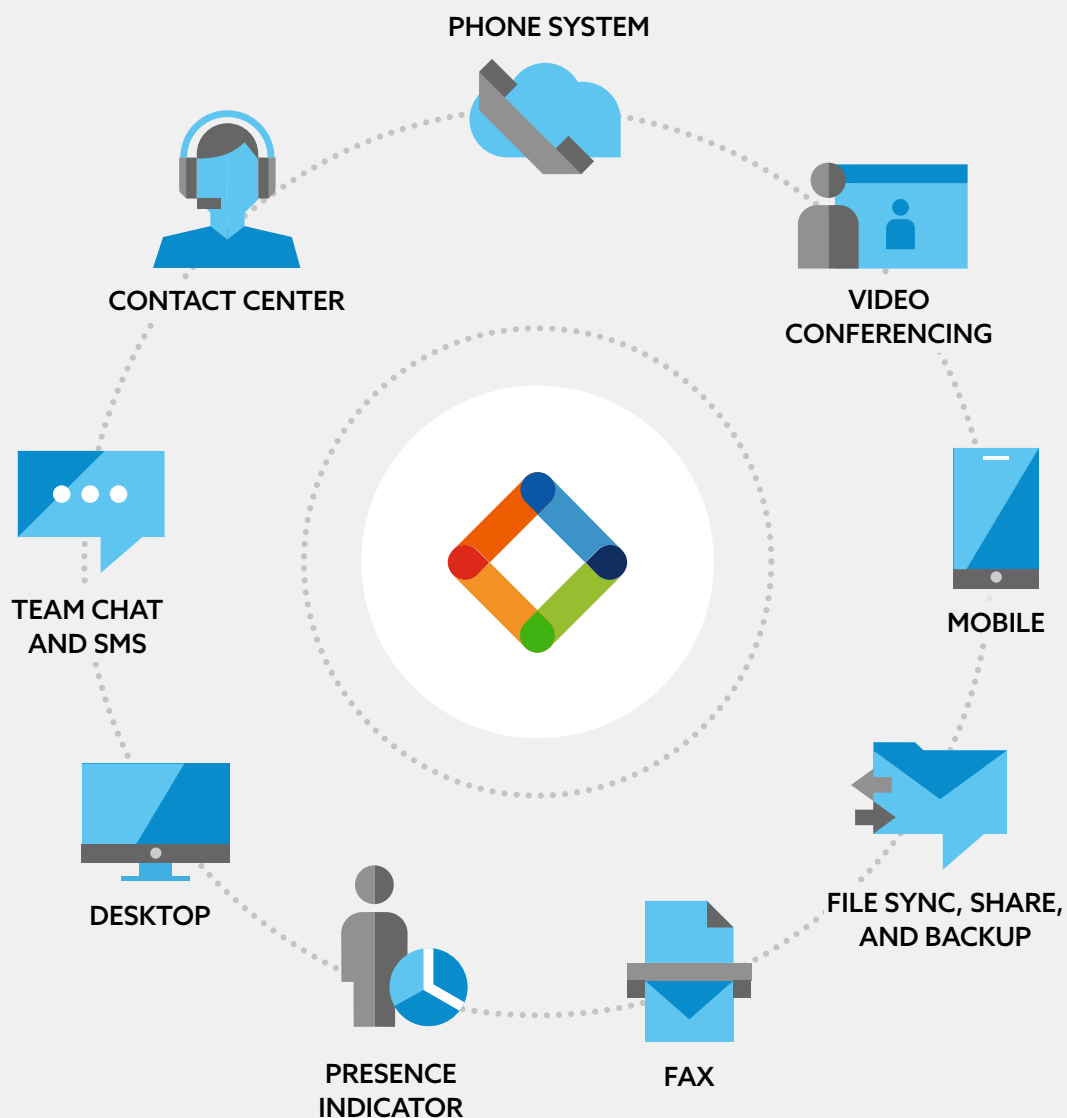 PHONE SYSTEM
VIDEO
CONFERENCING
MOBILE
FILE SYNC, SHARE,
AND BACKUP
FAX
PRESENCE
INDICATOR
DESKTOP
TEAM CHAT
AND SMS
CONTACT CENTER